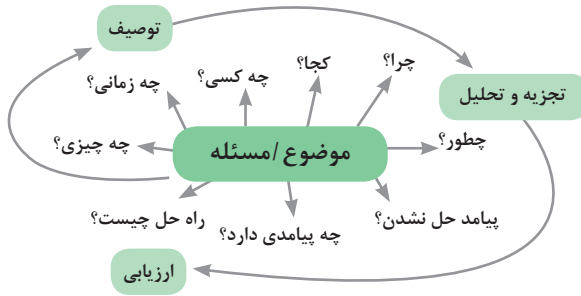 توصیف
چرا؟
کجا؟
چه کسی؟
چه زمانی؟
تجزیه و تحلیل
چطور؟
موضوع/مسئله
چه چیزی؟
پیامد حل نشدن؟
چه پیامدی دارد؟
راه حل چیست؟
ارزیابی